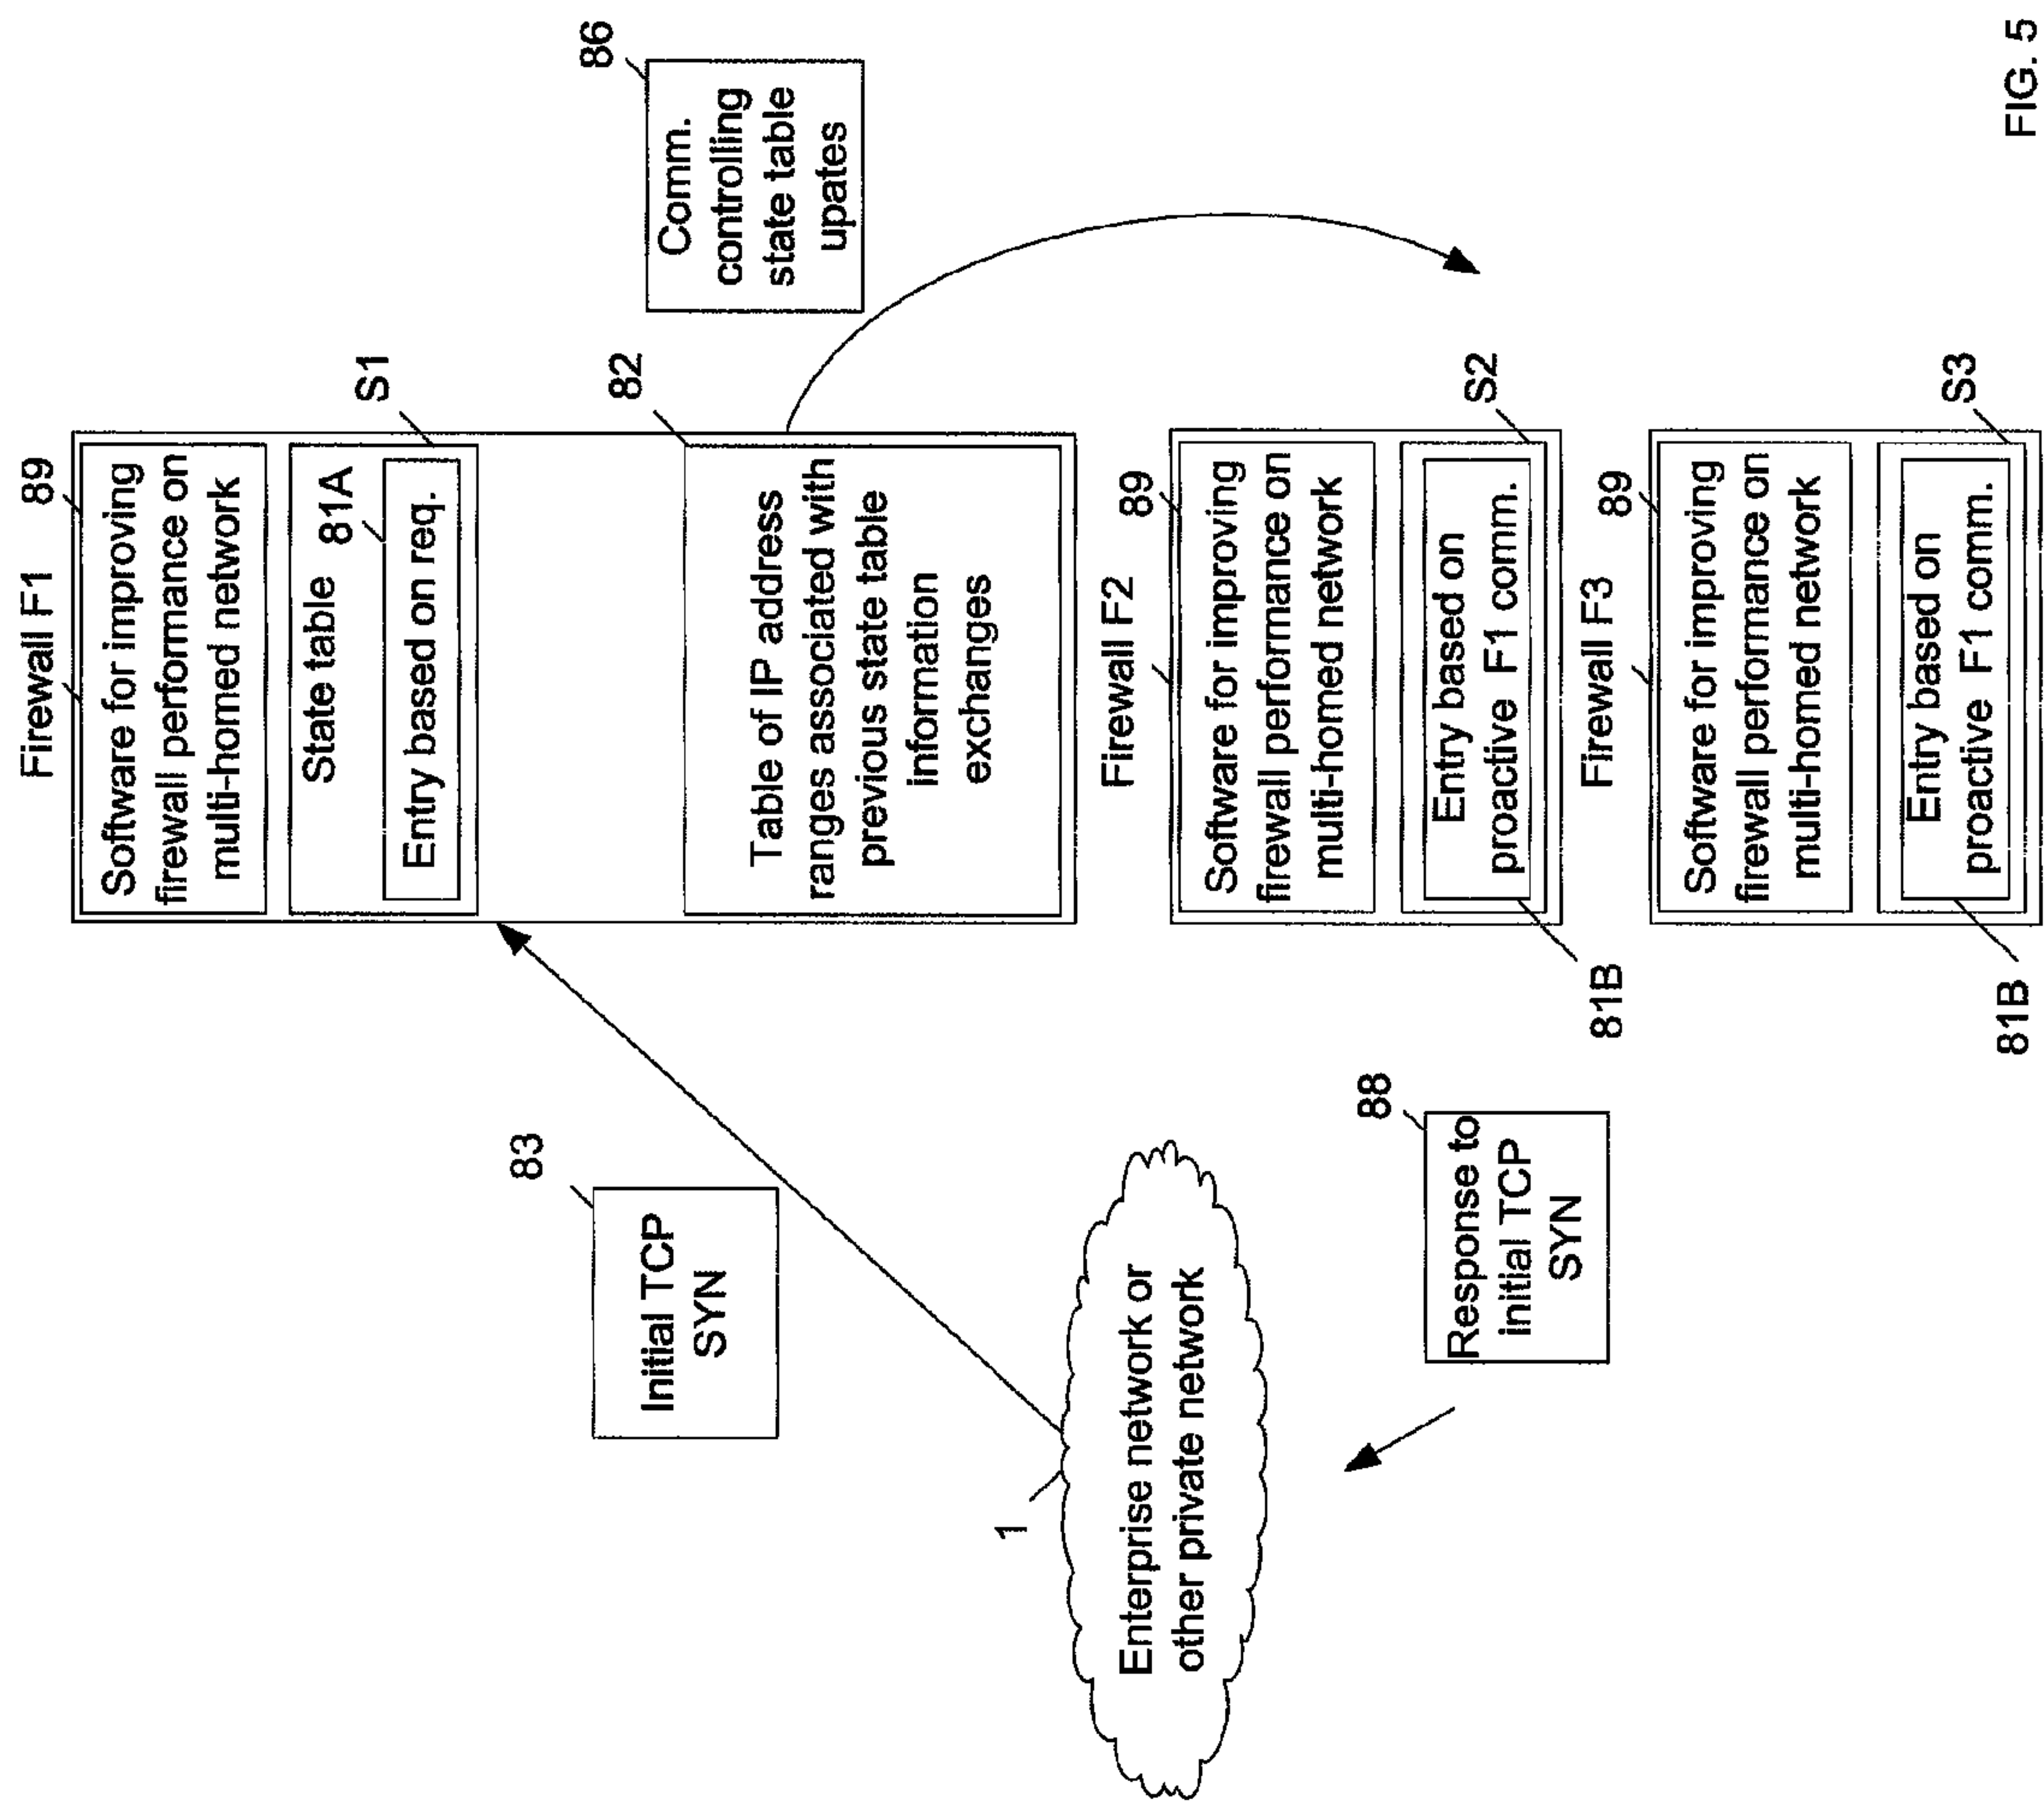 Firewall F1
89
Software for improving
firewall performance on
multi-homed network
State table
81A
S1
Entry based on req.
82
Table of IP address
ranges associated with
previous state table
information
exchanges
86
Comm.
controlling
state table
upates
83
Initial TCP
SYN
1
Enterprise network or
other private network
88
Response to
initial TCP
SYN
Firewall F2
89
Software for improving
firewall performance on
multi-homed network
S2
Entry based on
proactive F1 comm.
81B
Firewall F3
89
Software for improving
firewall performance on
multi-homed network
S3
Entry based on
proactive F1 comm.
81B
FIG. 5